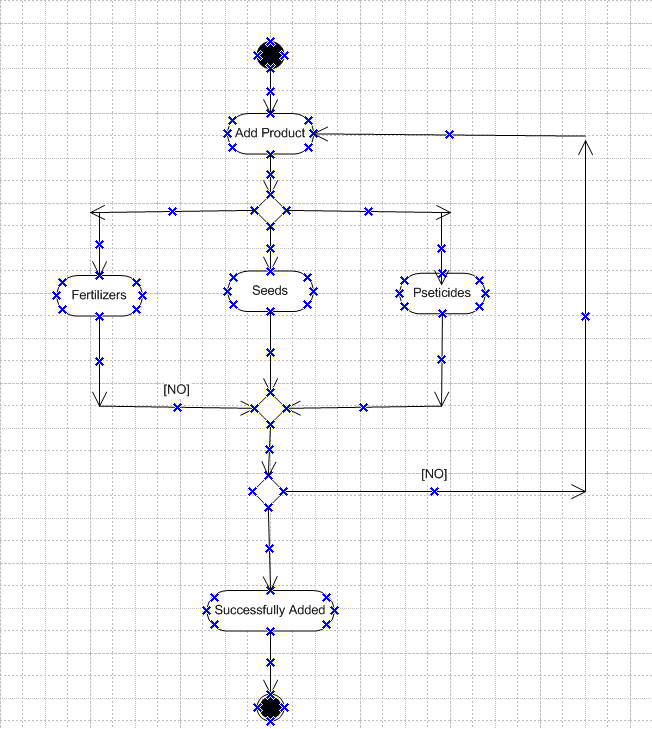 Add Product
Fertilizers
Seeds
Pseticides
[NO]
[NO]
Successfully Added